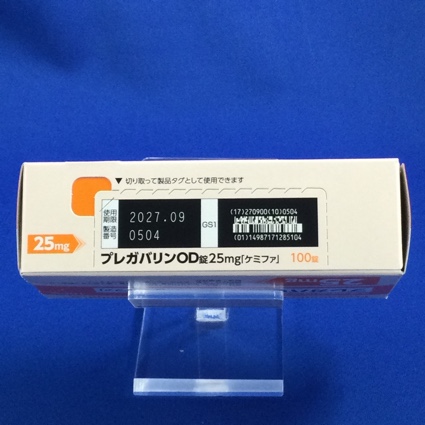 ▼切り取って製品タグとして使用できます
使用期限 2027.09
製造番号 0504
GS1
(17)270900(10)0504
(01)14987171285104
25mg
プレガバリンOD錠25mg「ケミファ」 100錠